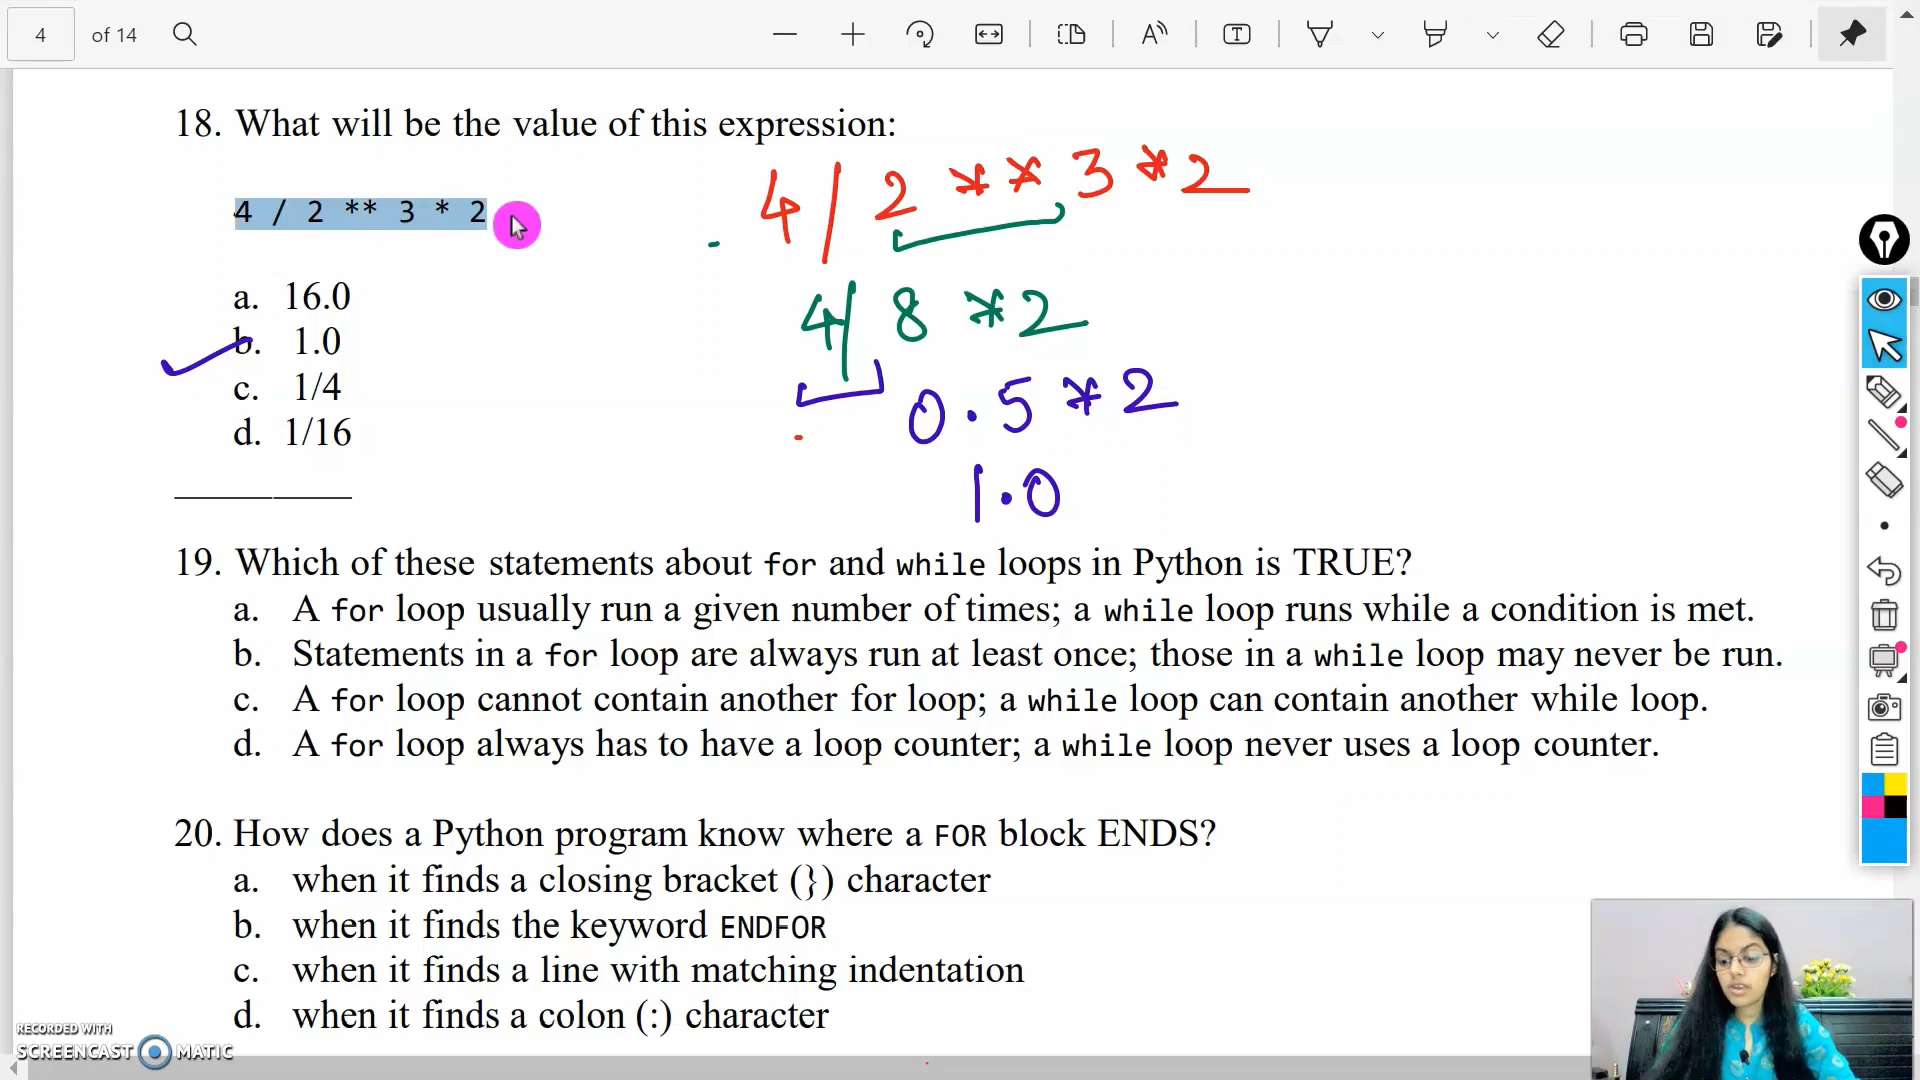 4 of 14
18. What will be the value of this expression:
4 / 2 ** 3 * 2
a. 16.0
b. 1.0
c. 1/4
d. 1/16
4 / 2 ** 3 * 2
4/ 8 * 2
0.5 * 2
1.0
19. Which of these statements about for and while loops in Python is TRUE?
a. A for loop usually run a given number of times; a while loop runs while a condition is met.
b. Statements in a for loop are always run at least once; those in a while loop may never be run.
c. A for loop cannot contain another for loop; a while loop can contain another while loop.
d. A for loop always has to have a loop counter; a while loop never uses a loop counter.
20. How does a Python program know where a FOR block ENDS?
a. when it finds a closing bracket (}) character
b. when it finds the keyword ENDFOR
c. when it finds a line with matching indentation
d. when it finds a colon (:) character
RECORDED WITH
SCREENCAST MATIC